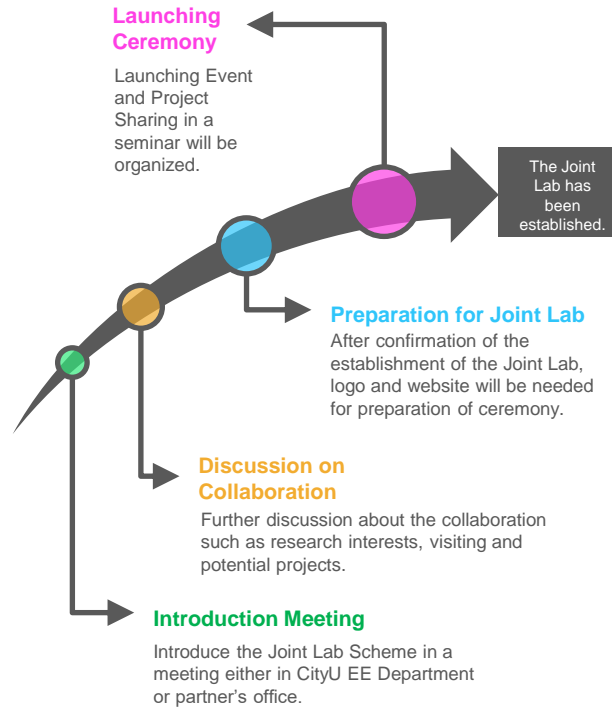 Launching
Ceremony
Launching Event
and Project
Sharing in a
seminar will be
organized.
The Joint
Lab has
been
established.
Preparation for Joint Lab
After confirmation of the
establishment of the Joint Lab,
logo and website will be needed
for preparation of ceremony.
Discussion on
Collaboration
Further discussion about the collaboration
such as research interests, visiting and
potential projects.
Introduction Meeting
Introduce the Joint Lab Scheme in a
meeting either in CityU EE Department
or partner's office.